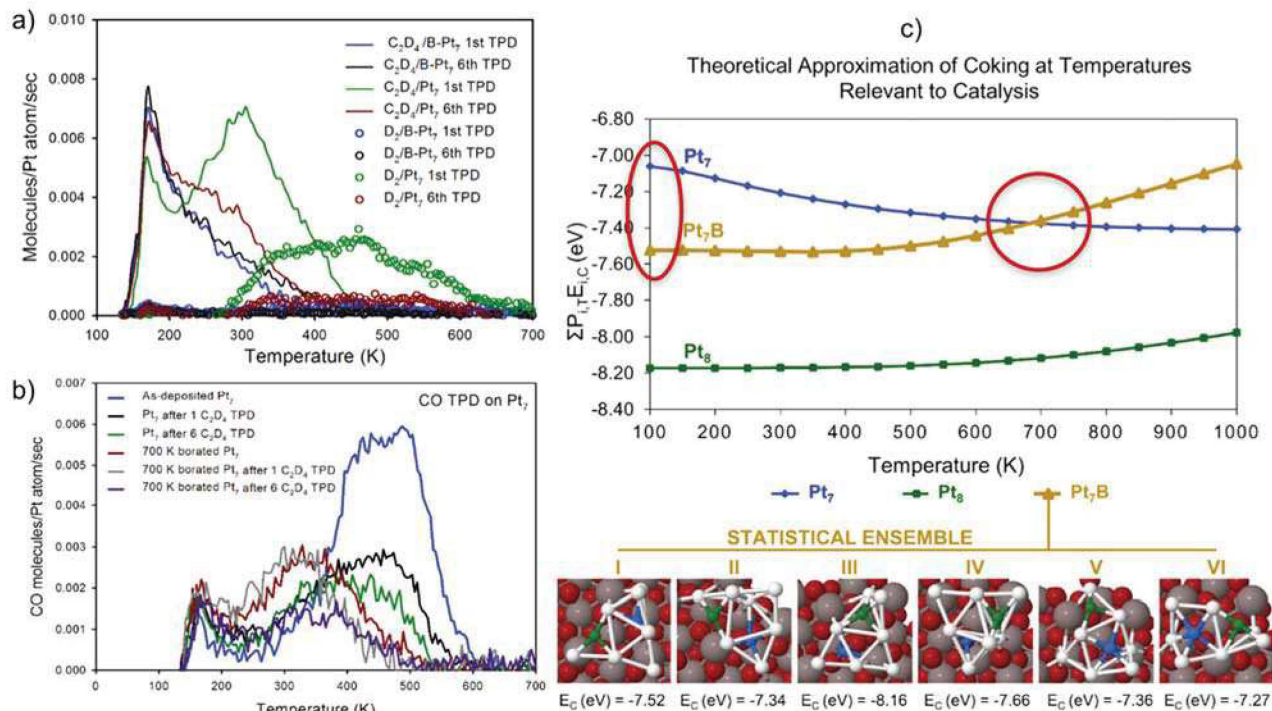 a)
0.010
0.008
0.006
0.004
0.002
0.000
Molecules/Pt atom/sec
C₂D₄/B-Pt₇ 1st TPD
C₂D₄/B-Pt₇ 6th TPD
C₂D₄/Pt₇ 1st TPD
C₂D₄/Pt₇ 6th TPD
D₂/B-Pt₇ 1st TPD
D₂/B-Pt₇ 6th TPD
D₂/Pt₇ 1st TPD
D₂/Pt₇ 6th TPD
100 200 300 400 500 600 700
Temperature (K)
b)
0.007
0.006
0.005
0.004
0.003
0.002
0.001
0.000
CO molecules/Pt atom/sec
CO TPD on Pt₇
As-deposited Pt₇
Pt₇ after 1 C₂D₄ TPD
Pt₇ after 6 C₂D₄ TPD
700 K borated Pt₇
700 K borated Pt₇ after 1 C₂D₄ TPD
700 K borated Pt₇ after 6 C₂D₄ TPD
0 100 200 300 400 500 600 700
Temperature (K)
c)
Theoretical Approximation of Coking at Temperatures
Relevant to Catalysis
-6.80
-7.00
-7.20
-7.40
-7.60
-7.80
-8.00
-8.20
-8.40
ΣPᵢ,ₜEᵢ,C (eV)
Pt₇
Pt₇B
Pt₈
100 200 300 400 500 600 700 800 900 1000
Temperature (K)
Pt₇ Pt₈ Pt₇B
STATISTICAL ENSEMBLE
I II III IV V VI
E_C (eV) = -7.52 E_C (eV) = -7.34 E_C (eV) = -8.16 E_C (eV) = -7.66 E_C (eV) = -7.36 E_C (eV) = -7.27